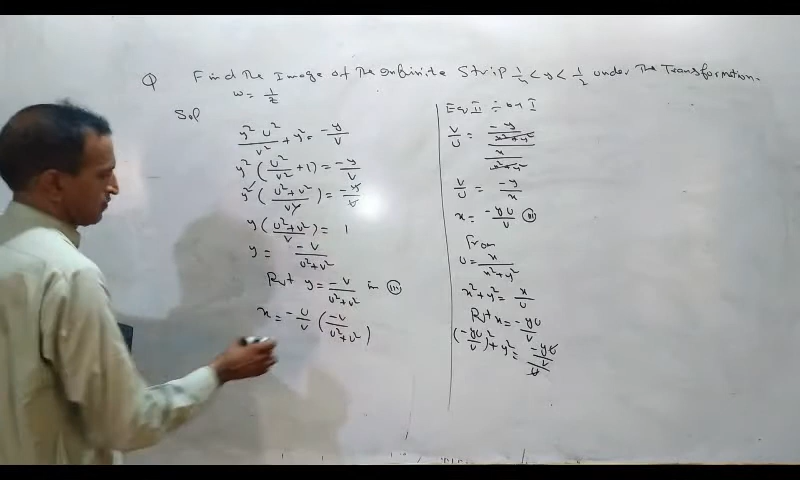 Q Find The Image of The infinite Strip 1/4 < y < 1/2 under The Transformation.
w = 1/z
Sol
y² u²/v² + y² = -y/v
y² (u²/v² + 1) = -y/v
y² (u² + v²/v²) = -y/v
y (u² + v²/v) = 1
y = -v/u² + v²
Put y = -v/u² + v² in (III)
x = -u/v (-v/u² + v²)
Eq II ÷ by I
v/u = -y/x² + y² / x/x² + y²
v/u = -y/x
x = -yu/v (III)
From
u = x/x² + y²
x² + y² = x/u
Put x = -yu/v
(-yu/v)² + y² = -yu/v / u